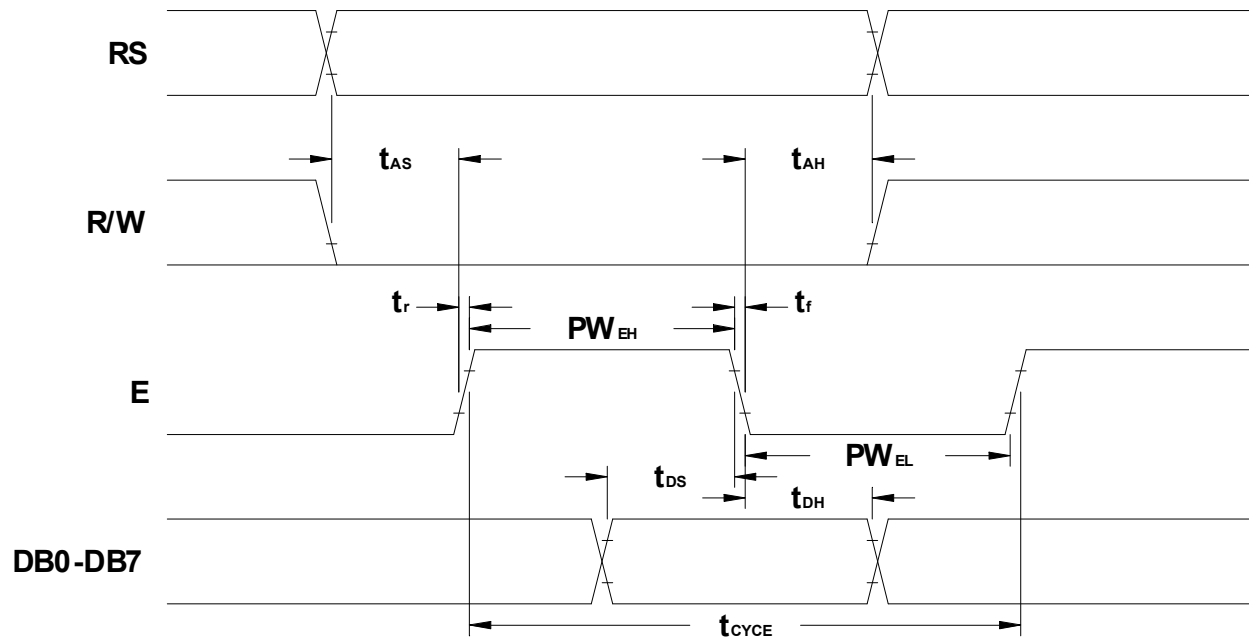 RS
tAS
tAH
R/W
tr
tf
PWEH
E
PWEL
tDS
tDH
DB0-DB7
tCYCE